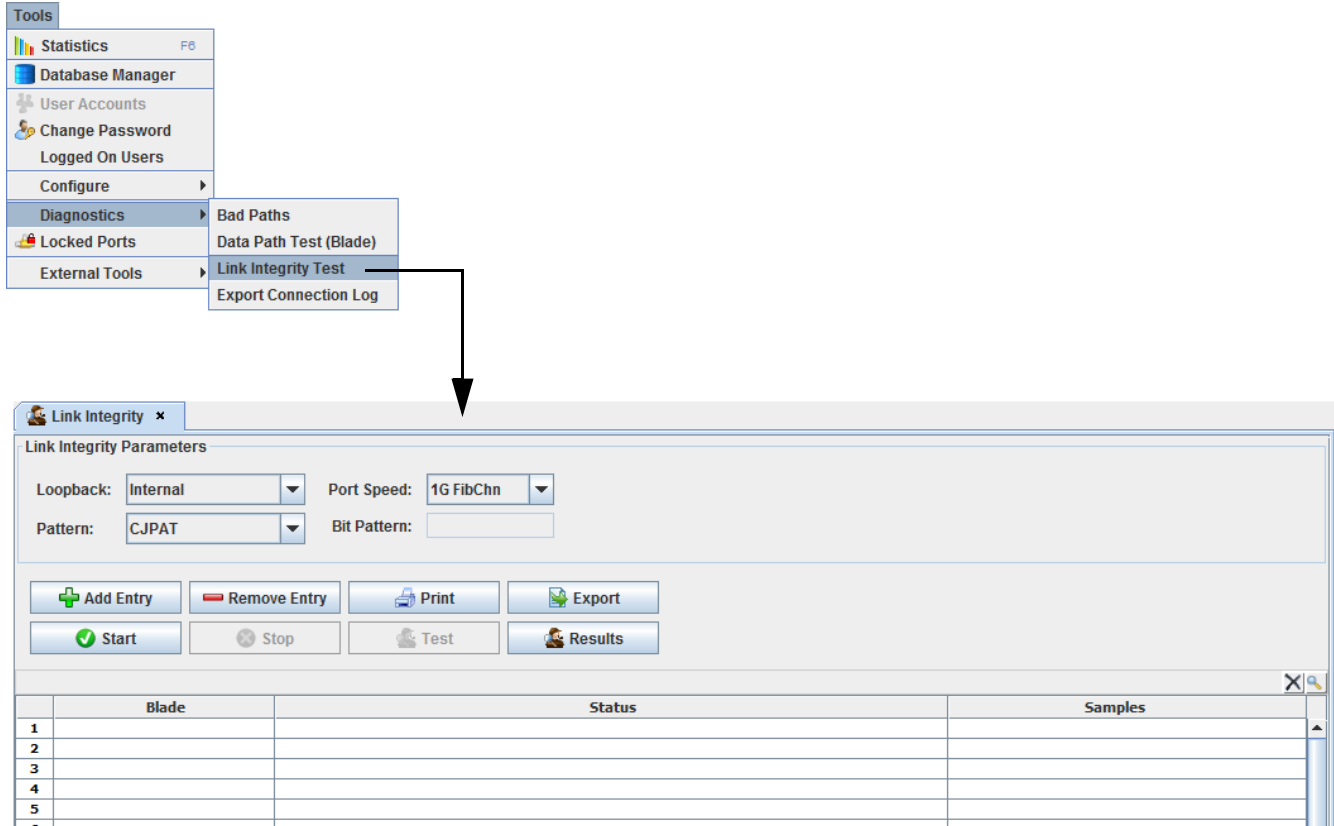 Tools
Statistics F6
Database Manager
User Accounts
Change Password
Logged On Users
Configure
Diagnostics
Locked Ports
External Tools
Bad Paths
Data Path Test (Blade)
Link Integrity Test
Export Connection Log
Link Integrity
Link Integrity Parameters
Loopback: Internal Port Speed: 1G FibChn
Pattern: CJPAT Bit Pattern:
Add Entry Remove Entry Print Export
Start Stop Test Results
Blade Status Samples
1
2
3
4
5